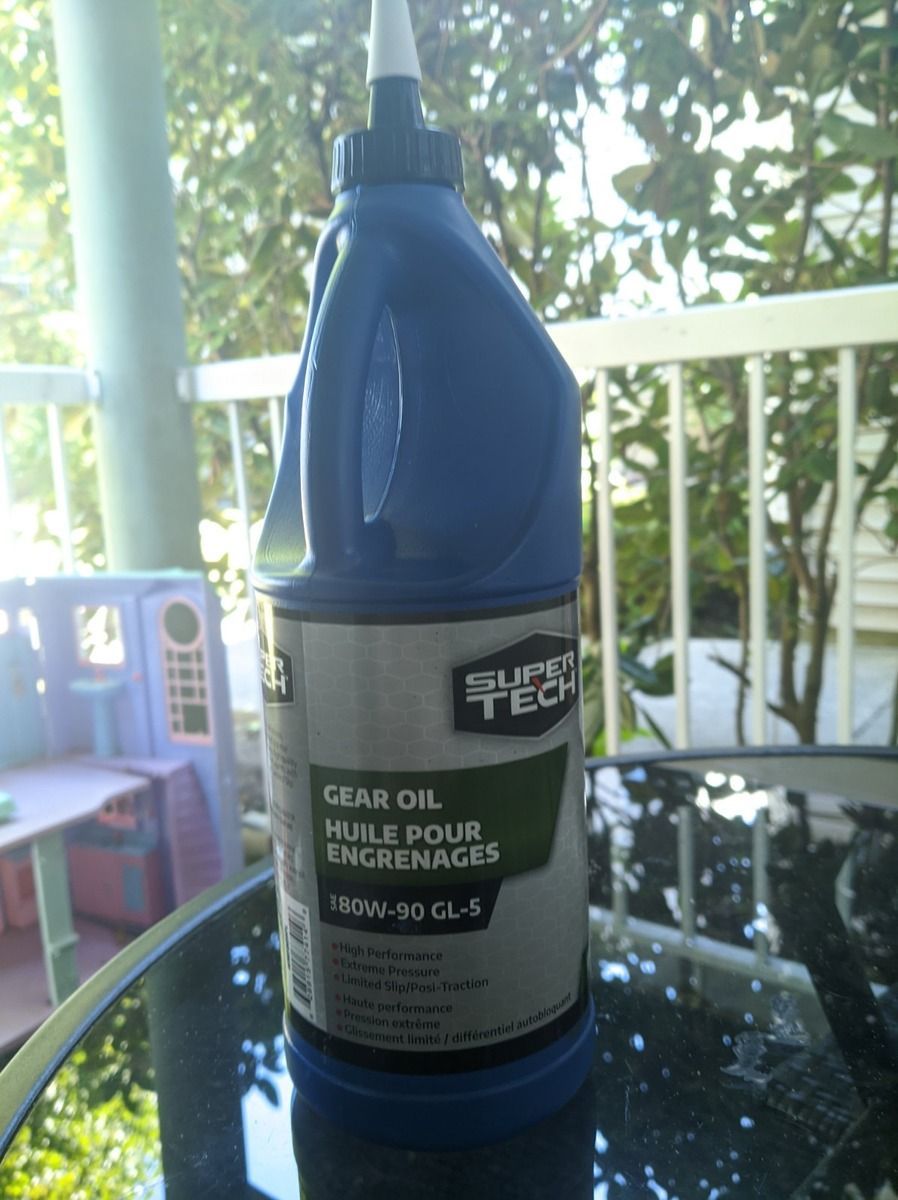 SUPER
TECH
GEAR OIL
HUILE POUR
ENGRENAGES
SAE 80W-90 GL-5
• High Performance
• Extreme Pressure
• Limited Slip/Posi-Traction
• Haute performance
• Pression extrême
• Glissement limité / différentiel autobloquant